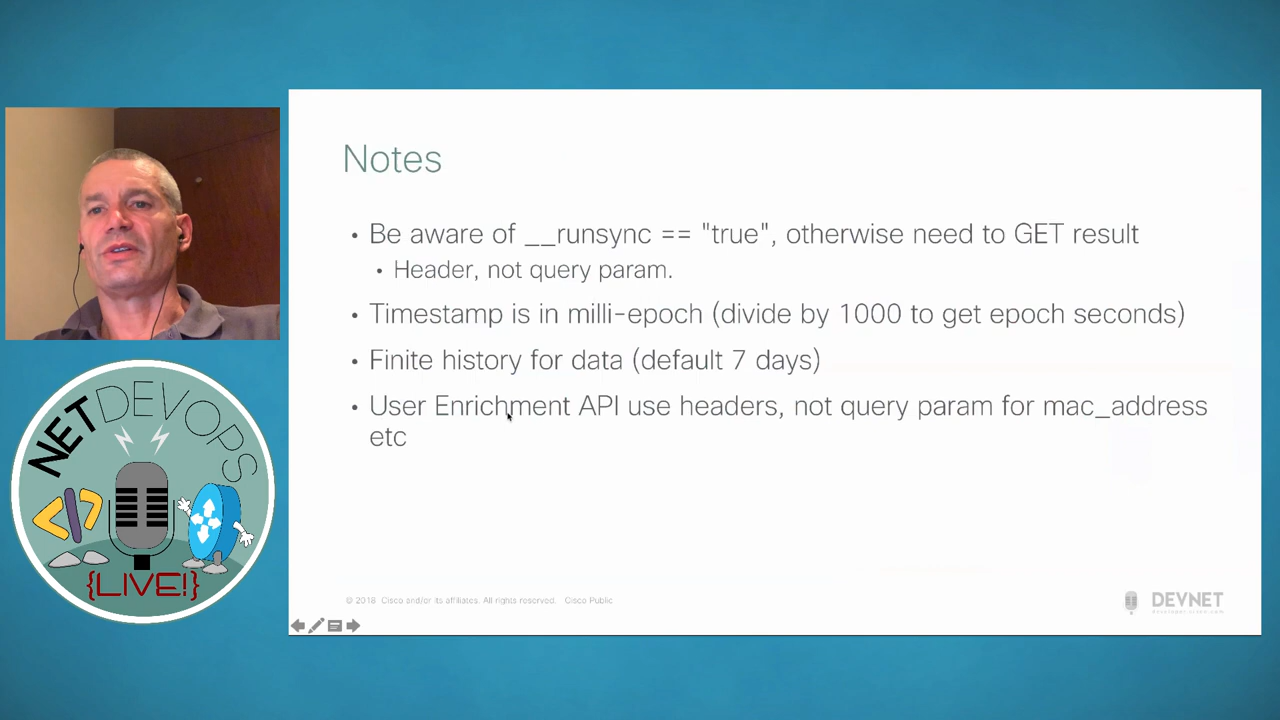 Notes
• Be aware of __runsync == "true", otherwise need to GET result
• Header, not query param.
• Timestamp is in milli-epoch (divide by 1000 to get epoch seconds)
• Finite history for data (default 7 days)
• User Enrichment API use headers, not query param for mac_address
etc
NETDEVOPS
</>
{LIVE!}
© 2018 Cisco and/or its affiliates. All rights reserved. Cisco Public
DEVNET
developer.cisco.com